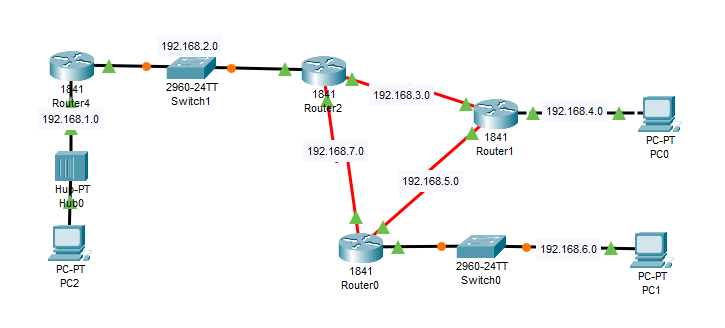 192.168.2.0
1841
Router4
2960-24TT
Switch1
1841
Router2
192.168.3.0
192.168.4.0
1841
Router1
PC-PT
PC0
192.168.1.0
192.168.7.0
192.168.5.0
Hub-PT
Hub0
PC-PT
PC2
1841
Router0
2960-24TT
Switch0
192.168.6.0
PC-PT
PC1